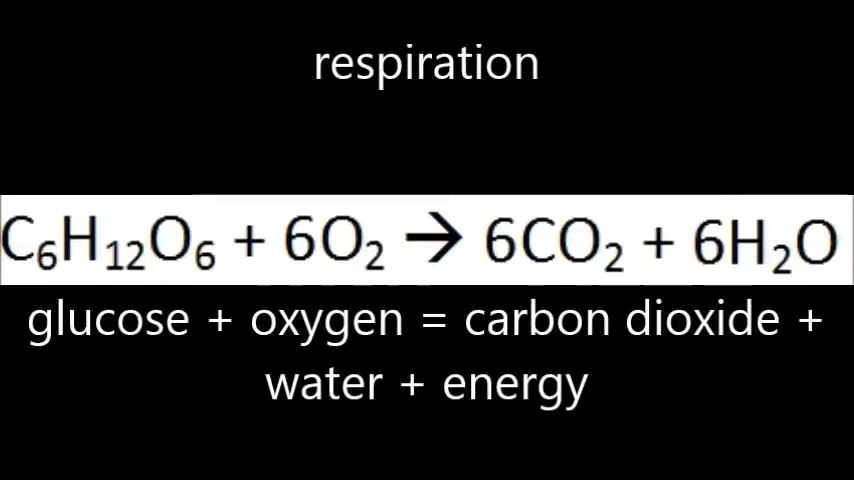 respiration
C₆H₁₂O₆ + 6O₂ → 6CO₂ + 6H₂O
glucose + oxygen = carbon dioxide +
water + energy